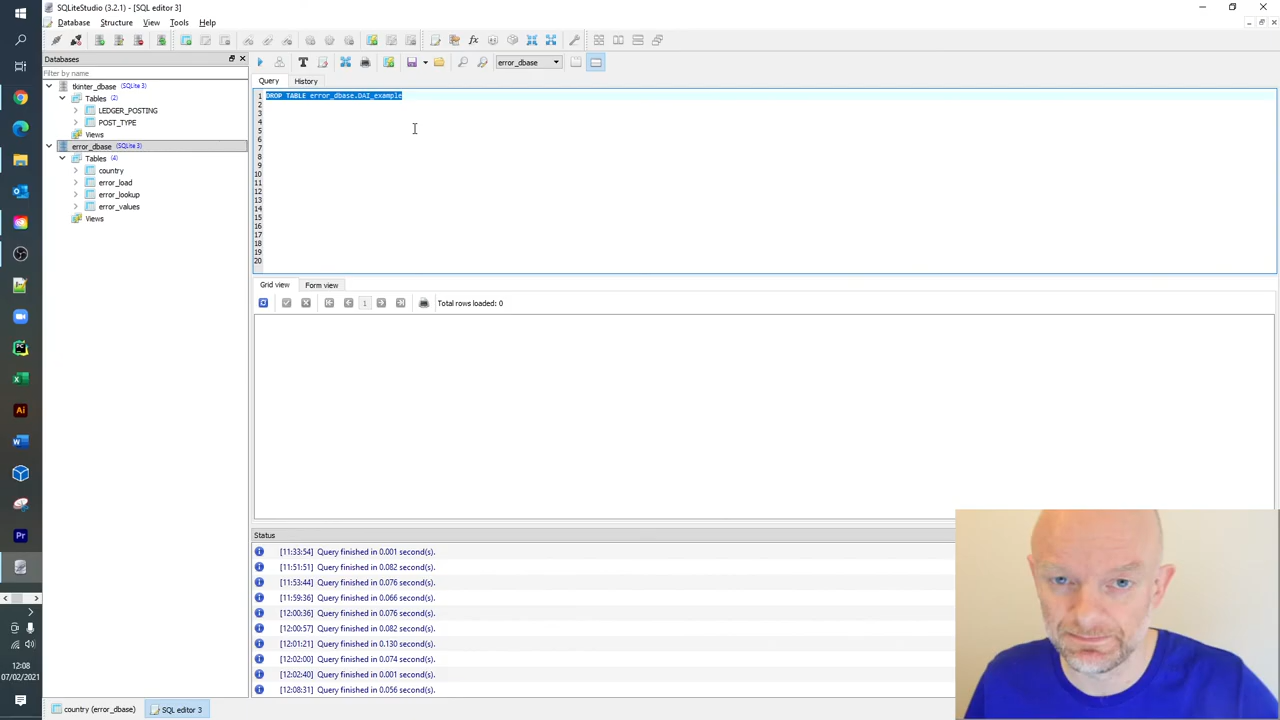 SQLiteStudio (3.2.1) - [SQL editor 3]
Database Structure View Tools Help
Databases
Filter by name
tkinter_dbase (SQLite 3)
Tables (2)
LEDGER_POSTING
POST_TYPE
Views
error_dbase (SQLite 3)
Tables (4)
country
error_load
error_lookup
error_values
Views
error_dbase
Query History
1 DROP TABLE error_dbase.DAI_example
2
3
4
5
6
7
8
9
10
11
12
13
14
15
16
17
18
19
20
Grid view Form view
1 Total rows loaded: 0
Status
[11:33:54] Query finished in 0.001 second(s).
[11:51:51] Query finished in 0.082 second(s).
[11:53:44] Query finished in 0.076 second(s).
[11:59:36] Query finished in 0.066 second(s).
[12:00:36] Query finished in 0.076 second(s).
[12:00:57] Query finished in 0.082 second(s).
[12:01:21] Query finished in 0.130 second(s).
[12:02:00] Query finished in 0.074 second(s).
[12:02:40] Query finished in 0.001 second(s).
[12:08:31] Query finished in 0.056 second(s).
country (error_dbase) SQL editor 3
Ai
Pr
12:08
07/02/2021